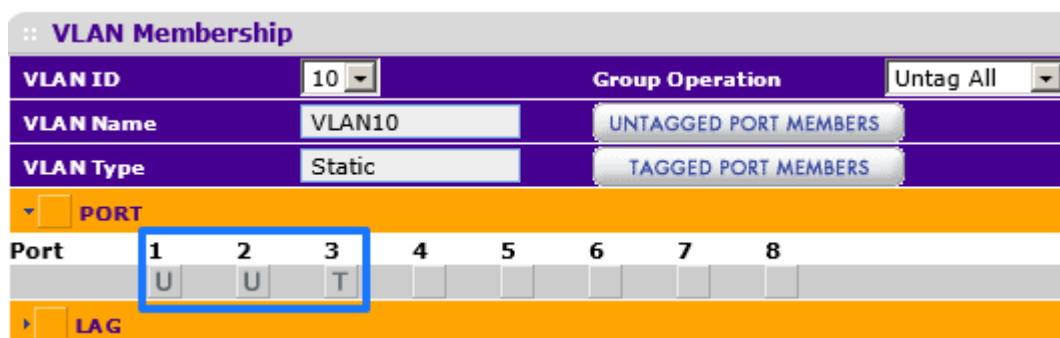 VLAN Membership
VLAN ID 10 Group Operation Untag All
VLAN Name VLAN10 UNTAGGED PORT MEMBERS
VLAN Type Static TAGGED PORT MEMBERS
PORT
Port 1 2 3 4 5 6 7 8
U U T
LAG